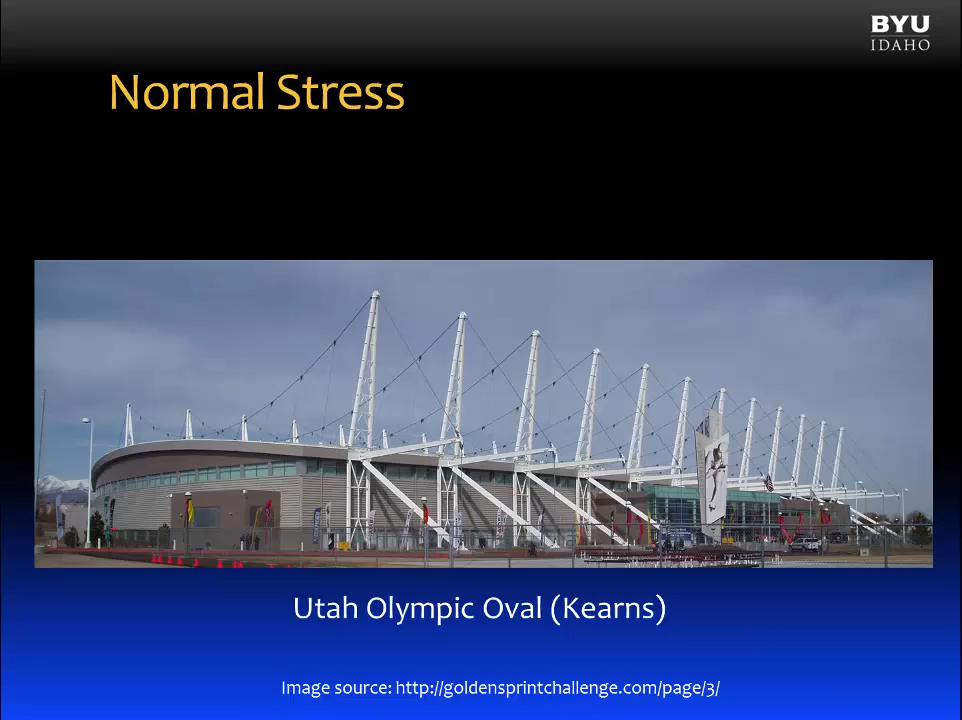 BYU
IDAHO
Normal Stress
Utah Olympic Oval (Kearns)
Image source: http://goldensprintchallenge.com/page/3/